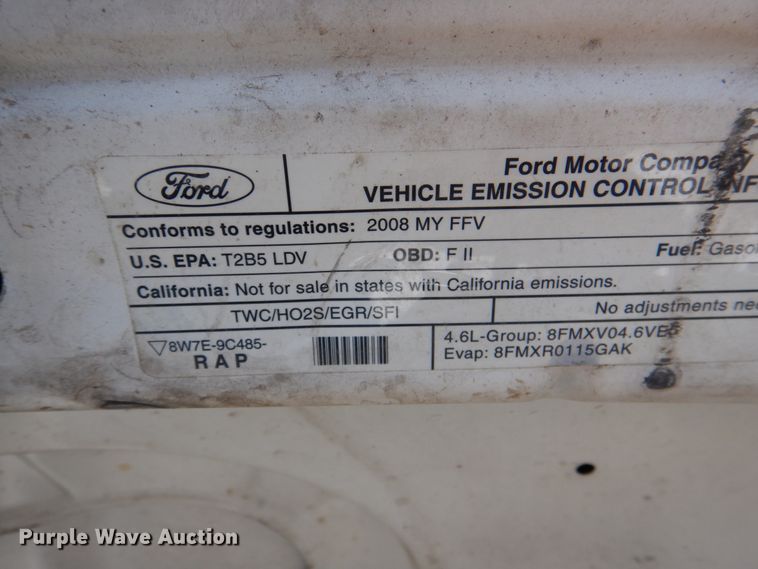 Ford
Ford Motor Company
VEHICLE EMISSION CONTROL
Conforms to regulations: 2008 MY FFV
U.S. EPA: T2B5 LDV OBD: F II Fuel: Gaso
California: Not for sale in states with California emissions.
TWC/HO2S/EGR/SFI No adjustments nee
8W7E-9C485-
RAP
4.6L-Group: 8FMXV04.6VE
Evap: 8FMXR0115GAK
Purple Wave Auction